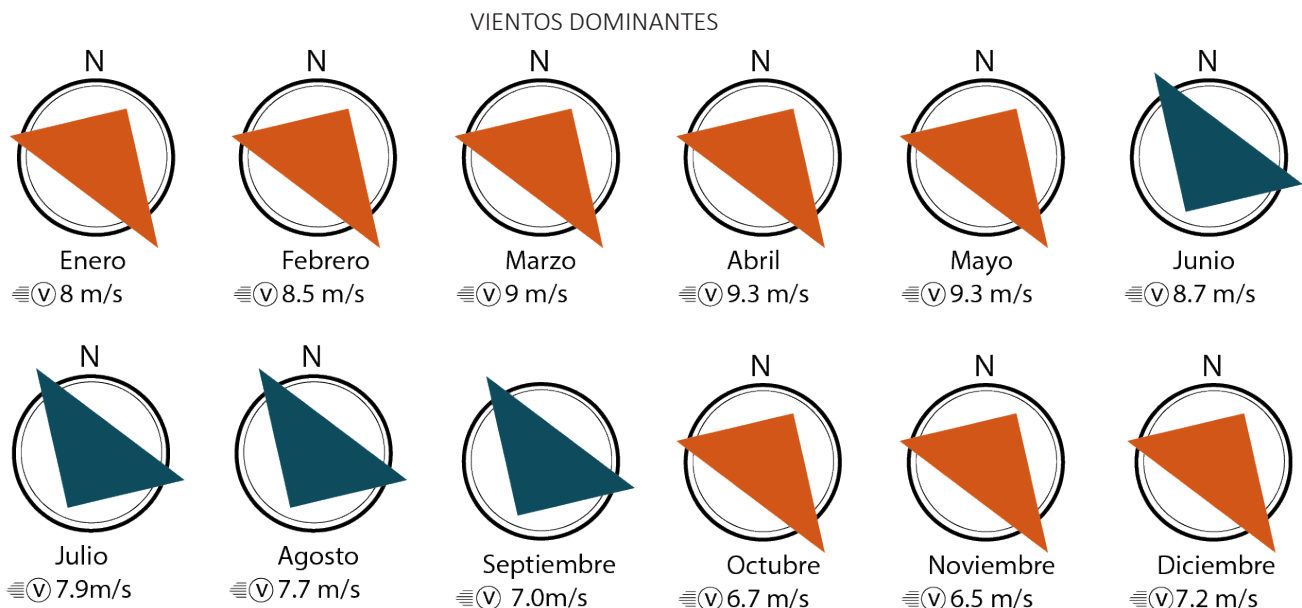 VIENTOS DOMINANTES
N N N N N N
Enero Febrero Marzo Abril Mayo Junio
V 8 m/s V 8.5 m/s V 9 m/s V 9.3 m/s V 9.3 m/s V 8.7 m/s
N N N N N
Julio Agosto Septiembre Octubre Noviembre Diciembre
V 7.9m/s V 7.7 m/s V 7.0m/s V 6.7 m/s V 6.5 m/s V 7.2 m/s